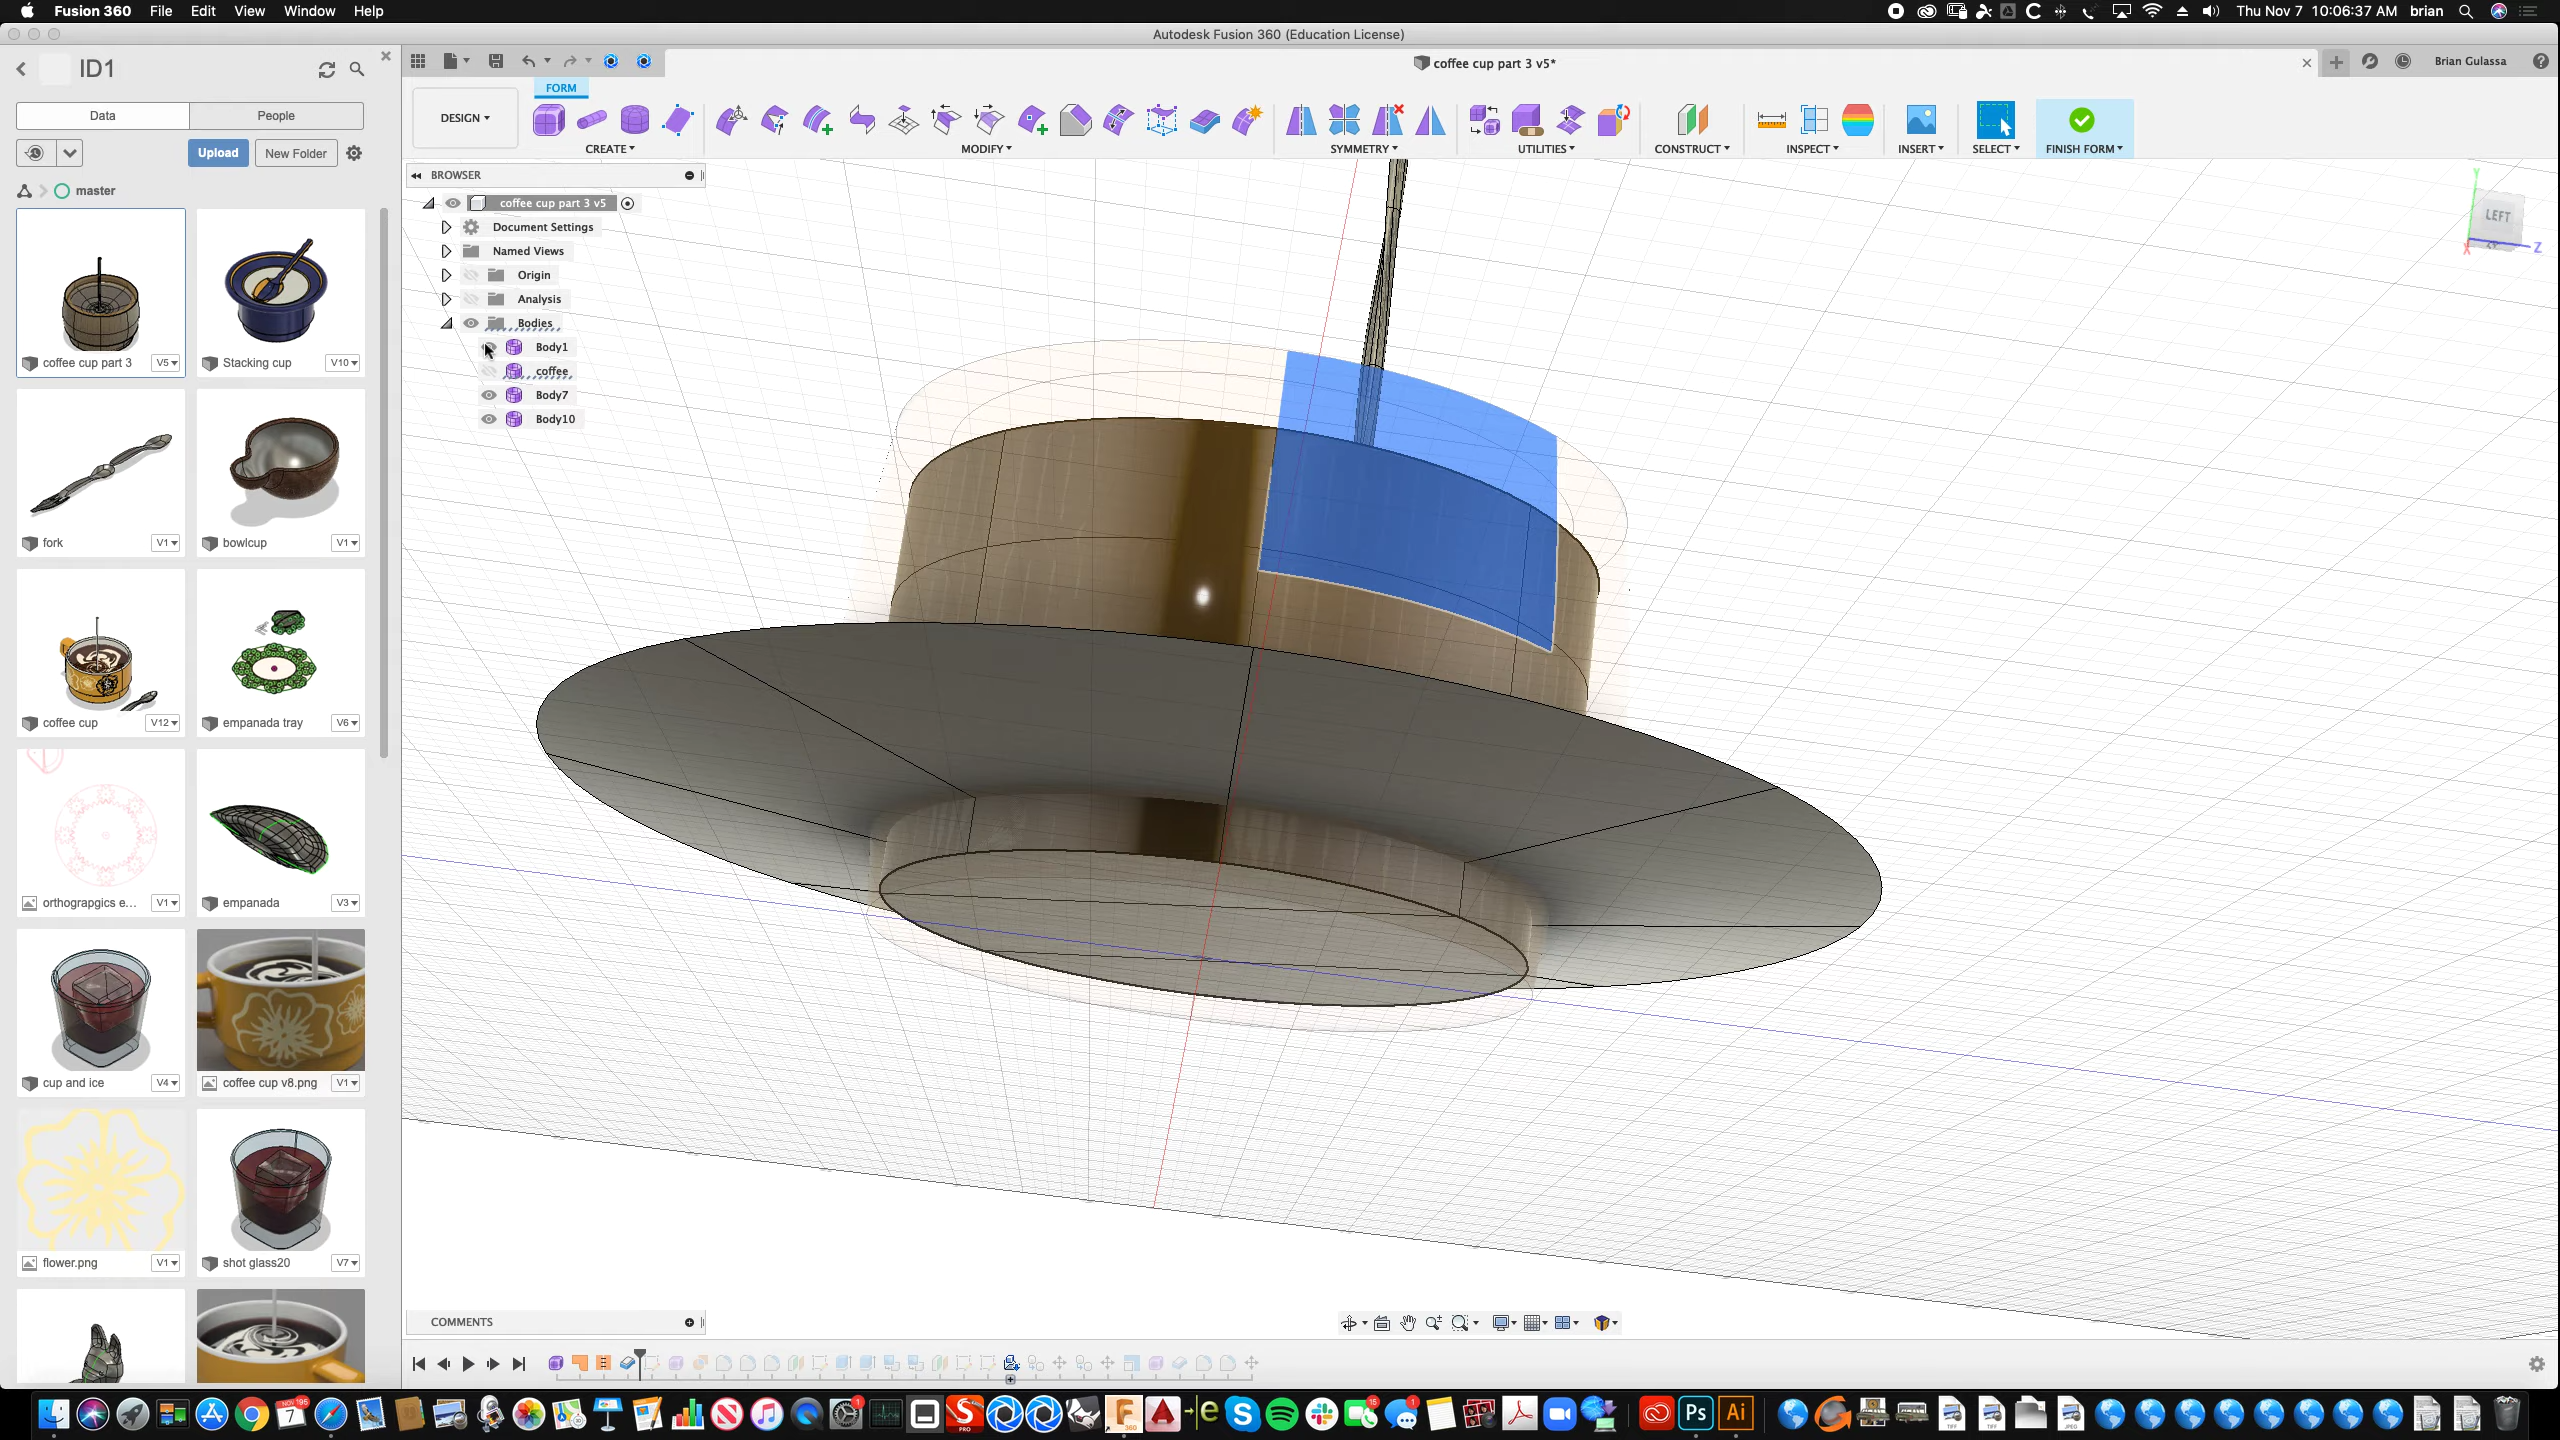 Fusion 360 File Edit View Window Help
Thu Nov 7 10:06:37 AM brian
Autodesk Fusion 360 (Education License)
ID1
coffee cup part 3 v5*
Brian Gulassa
Data People
FORM
DESIGN
CREATE MODIFY SYMMETRY UTILITIES CONSTRUCT INSPECT INSERT SELECT FINISH FORM
Upload New Folder
master
BROWSER
coffee cup part 3 v5
Document Settings
Named Views
Origin
Analysis
Bodies
Body1
coffee
Body7
Body10
LEFT
Y
X
Z
coffee cup part 3 V5 Stacking cup V10
fork V1 bowlcup V1
coffee cup V12 empanada tray V6
orthograpgics e... V1 empanada V3
cup and ice V4 coffee cup v8.png V1
flower.png V1 shot glass20 V7
COMMENTS
Ps Ai